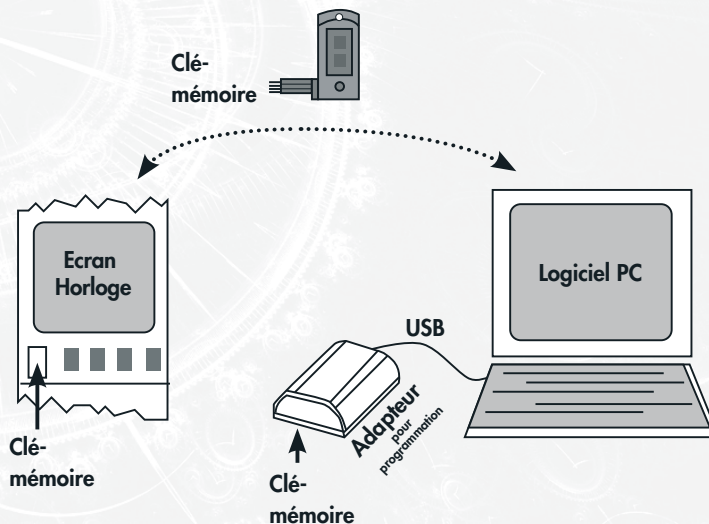 Clé-
mémoire
Ecran
Horloge
Logiciel PC
USB
Adapteur
pour
programmation
Clé-
mémoire
Clé-
mémoire